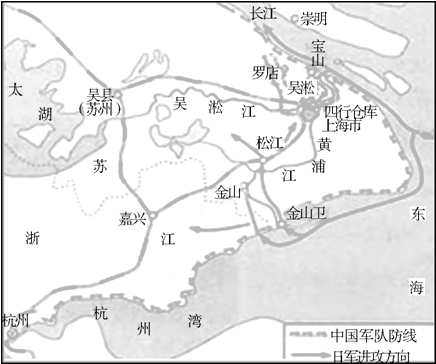 长江
崇明
宝山
罗店
吴淞
太湖
吴县
(苏州)
吴淞江
四行仓库
上海市
松江
黄浦江
苏
金山
金山卫
嘉兴
浙江
东海
杭州
杭州湾
中国军队防线
日军进攻方向